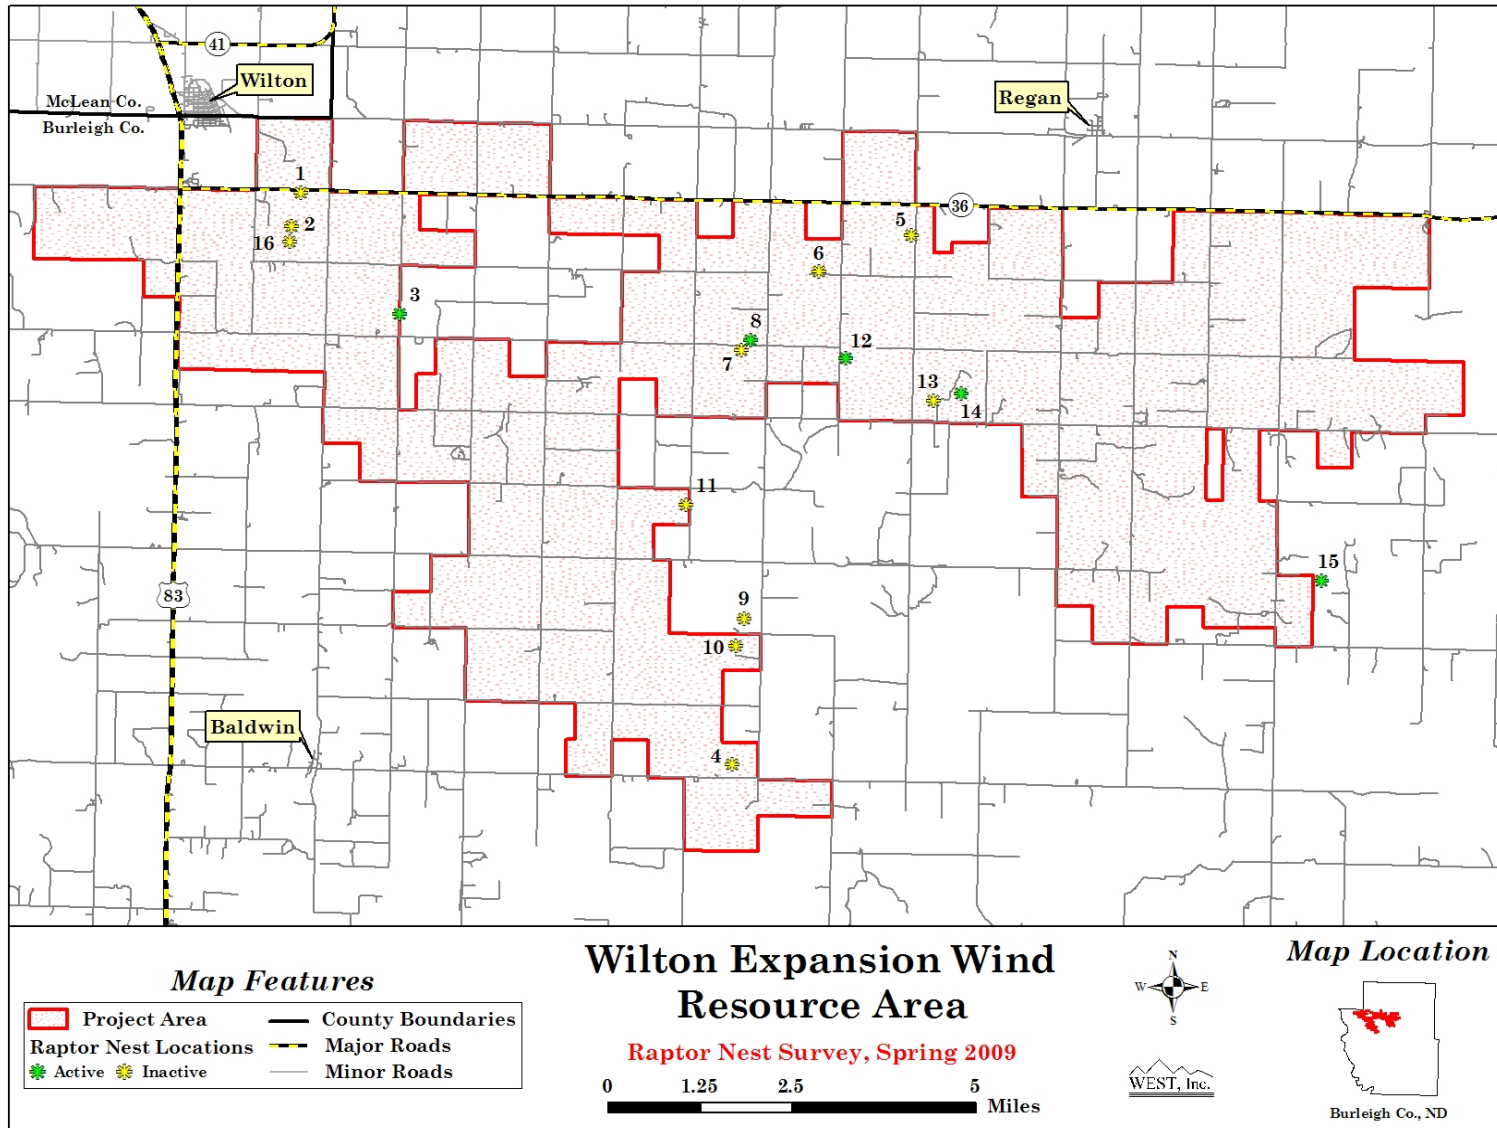 41
Wilton
McLean Co.
Burleigh Co.
Regan
1
36
2
5
16
6
3
8
12
7
13
14
11
15
83
9
10
Baldwin
4
Map Features
Project Area
County Boundaries
Raptor Nest Locations
Major Roads
Active
Inactive
Minor Roads
Wilton Expansion Wind
Resource Area
Raptor Nest Survey, Spring 2009
0 1.25 2.5 5
Miles
N
W E
S
WEST, Inc.
Map Location
Burleigh Co., ND